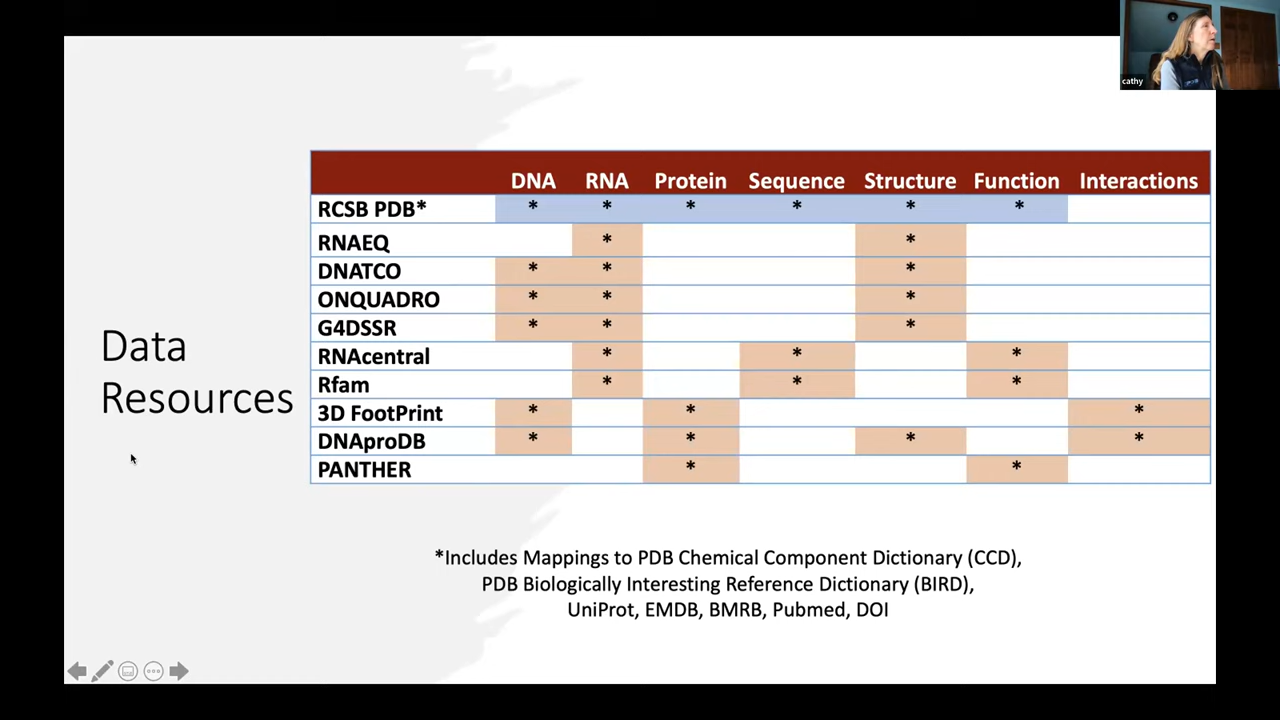 cathy
DNA RNA Protein Sequence Structure Function Interactions
RCSB PDB* * * * * * *
RNAEQ * *
DNATCO * * *
ONQUADRO * * *
G4DSSR * * *
RNAcentral * * *
Rfam * * *
3D FootPrint * * *
DNAproDB * * * *
PANTHER * *
Data
Resources
*Includes Mappings to PDB Chemical Component Dictionary (CCD),
PDB Biologically Interesting Reference Dictionary (BIRD),
UniProt, EMDB, BMRB, Pubmed, DOI